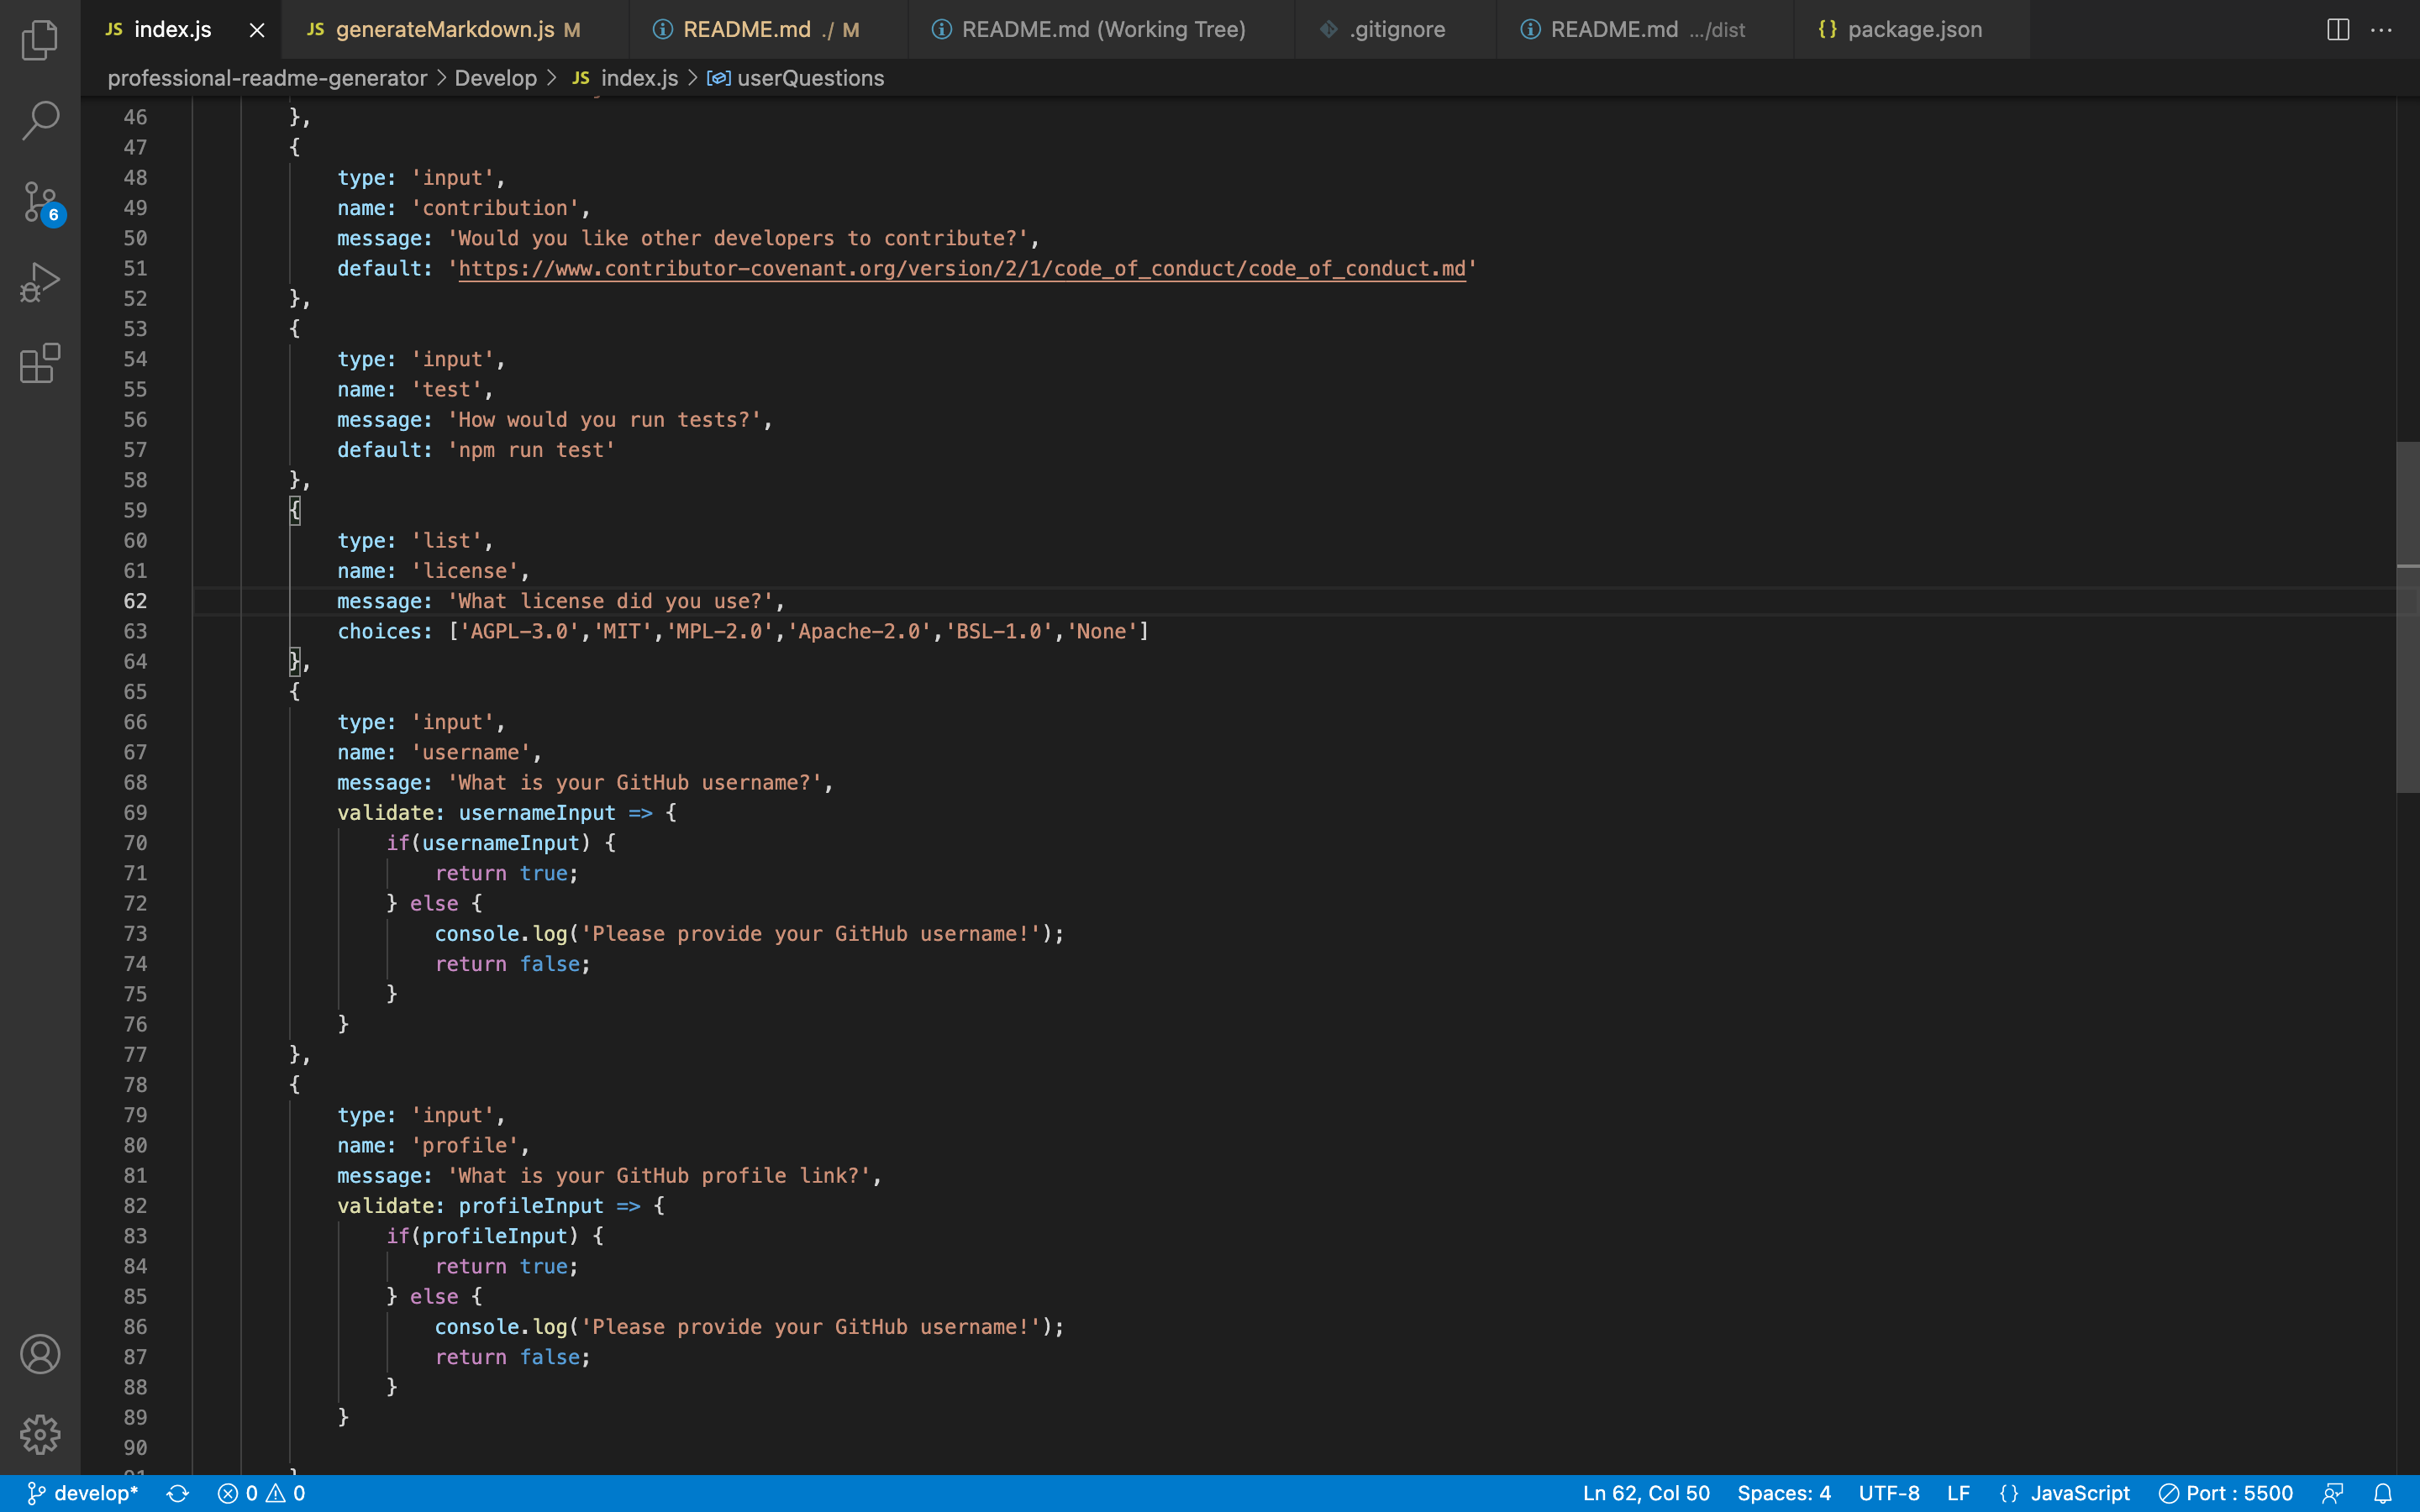 JS index.js × JS generateMarkdown.js M README.md ./ M README.md (Working Tree) .gitignore README.md .../dist {} package.json ...
professional-readme-generator > Develop > JS index.js > userQuestions
46 },
47 {
48 type: 'input',
49 name: 'contribution',
50 message: 'Would you like other developers to contribute?',
51 default: 'https://www.contributor-covenant.org/version/2/1/code_of_conduct/code_of_conduct.md'
52 },
53 {
54 type: 'input',
55 name: 'test',
56 message: 'How would you run tests?',
57 default: 'npm run test'
58 },
59 {
60 type: 'list',
61 name: 'license',
62 message: 'What license did you use?',
63 choices: ['AGPL-3.0','MIT','MPL-2.0','Apache-2.0','BSL-1.0','None']
64 },
65 {
66 type: 'input',
67 name: 'username',
68 message: 'What is your GitHub username?',
69 validate: usernameInput => {
70 if(usernameInput) {
71 return true;
72 } else {
73 console.log('Please provide your GitHub username!');
74 return false;
75 }
76 }
77 },
78 {
79 type: 'input',
80 name: 'profile',
81 message: 'What is your GitHub profile link?',
82 validate: profileInput => {
83 if(profileInput) {
84 return true;
85 } else {
86 console.log('Please provide your GitHub username!');
87 return false;
88 }
89 }
90
6
develop* 0 0 Ln 62, Col 50 Spaces: 4 UTF-8 LF {} JavaScript Port : 5500